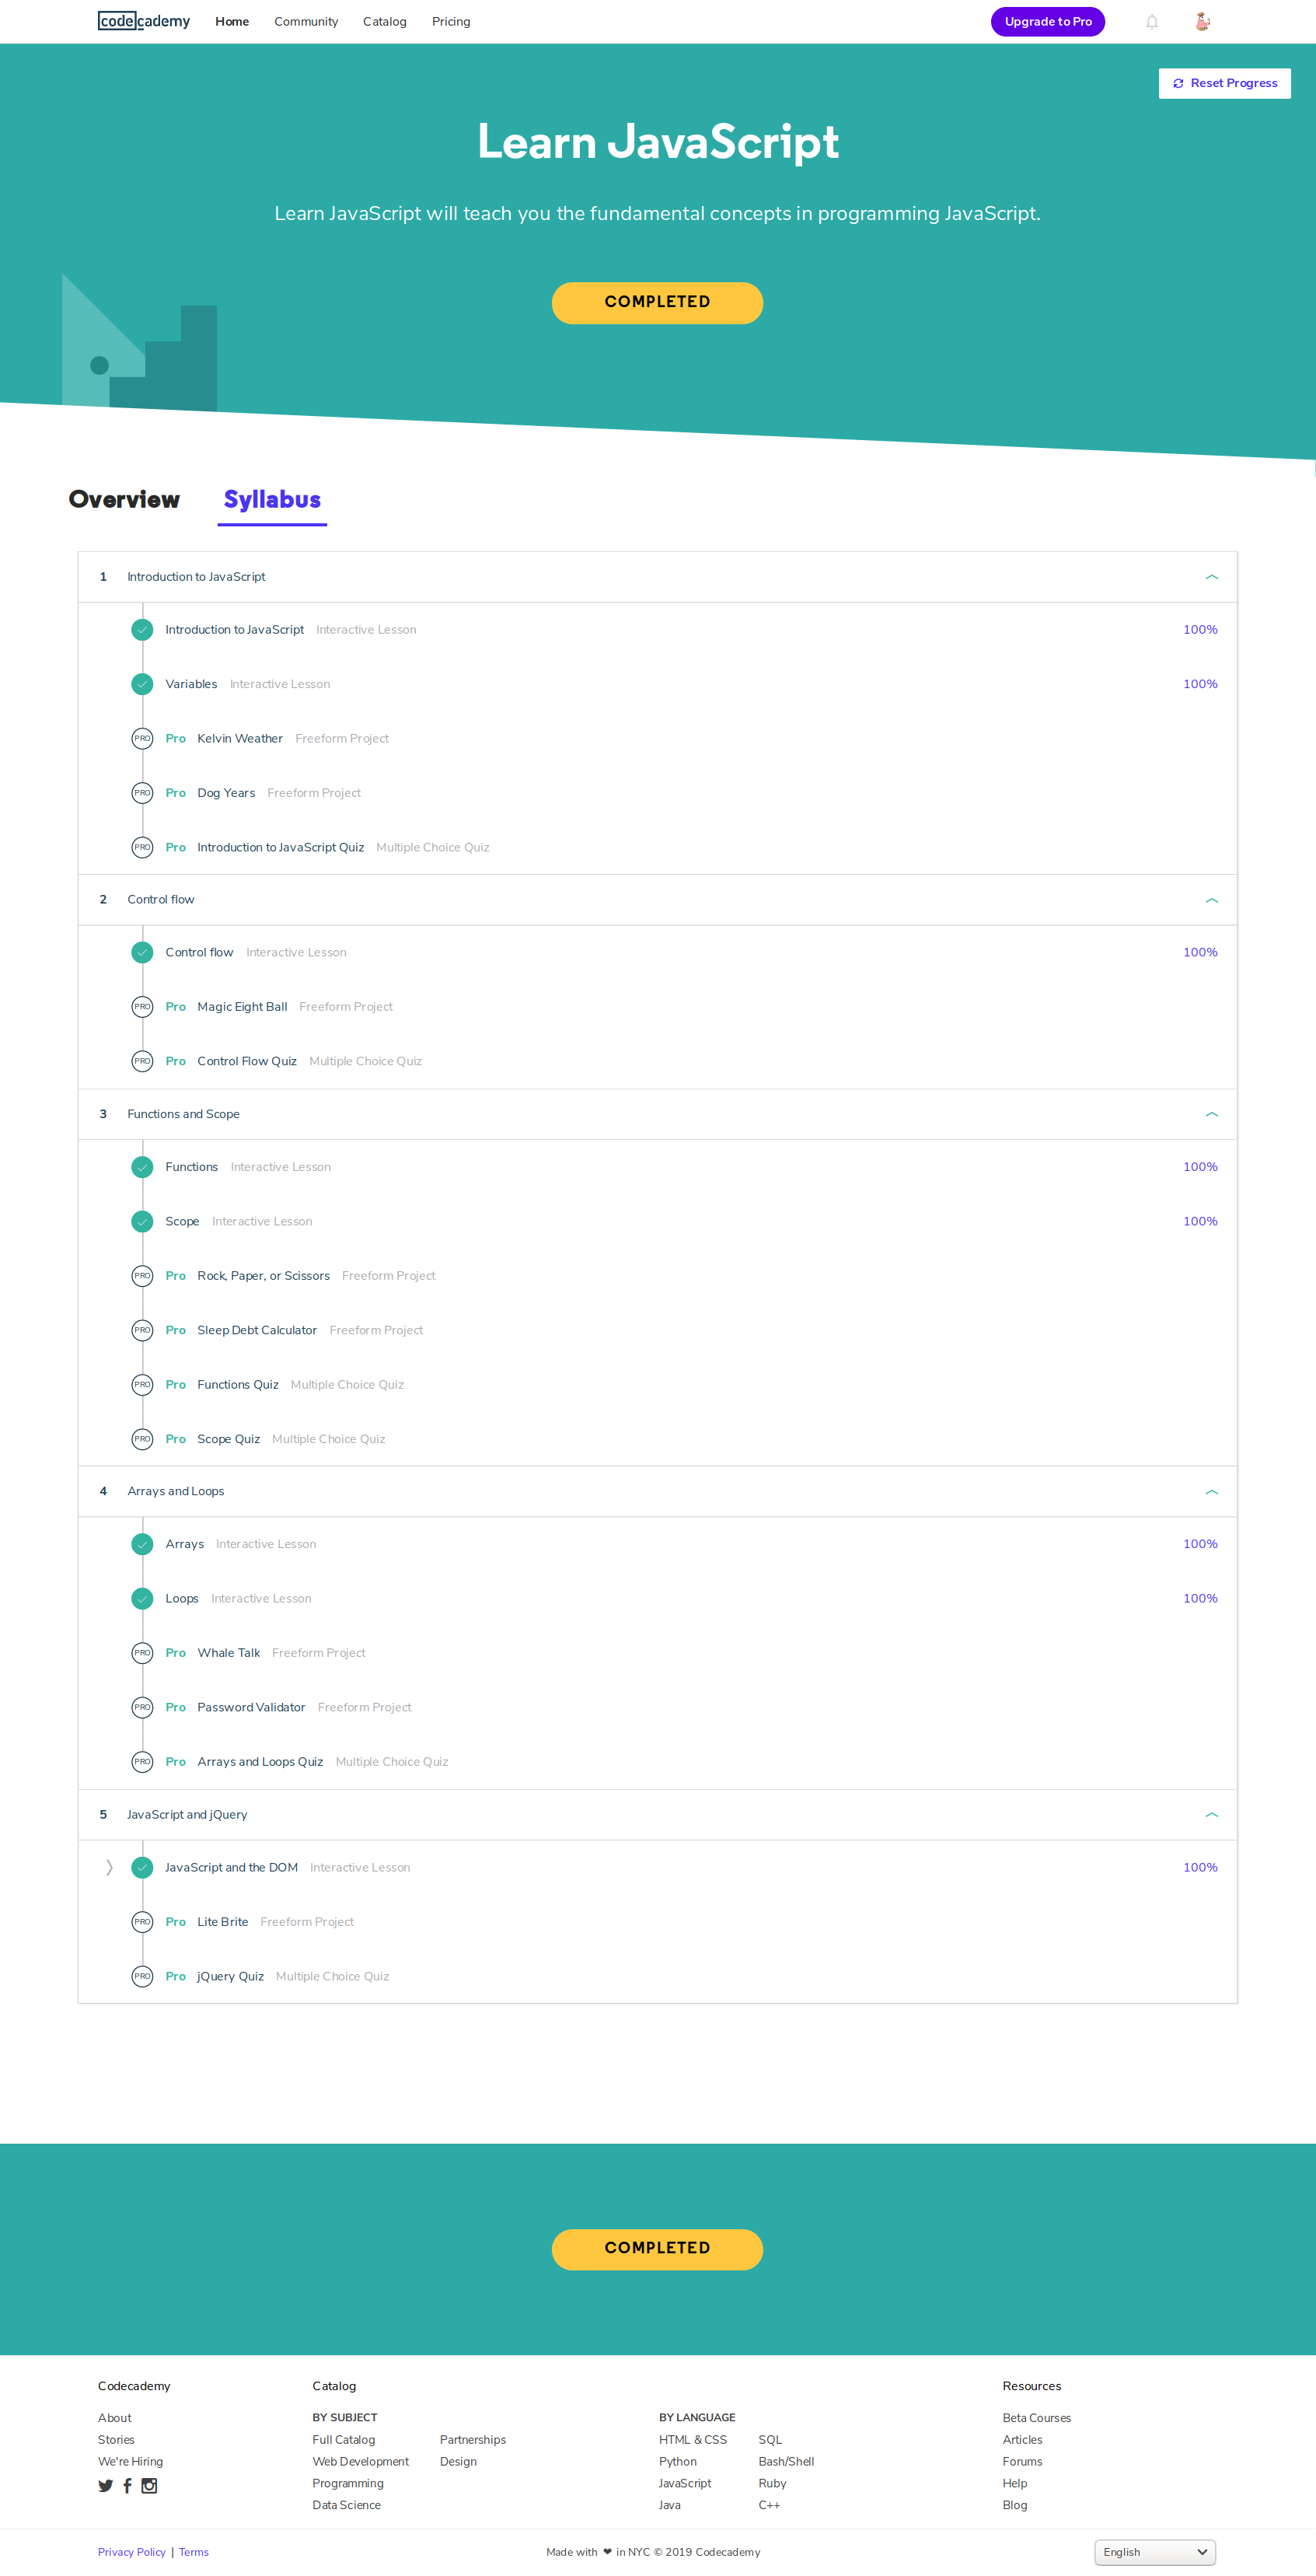 codecademy Home Community Catalog Pricing Upgrade to Pro
Reset Progress
Learn JavaScript
Learn JavaScript will teach you the fundamental concepts in programming JavaScript.
COMPLETED
Overview Syllabus
1 Introduction to JavaScript
Introduction to JavaScript Interactive Lesson 100%
Variables Interactive Lesson 100%
PRO Pro Kelvin Weather Freeform Project
PRO Pro Dog Years Freeform Project
PRO Pro Introduction to JavaScript Quiz Multiple Choice Quiz
2 Control flow
Control flow Interactive Lesson 100%
PRO Pro Magic Eight Ball Freeform Project
PRO Pro Control Flow Quiz Multiple Choice Quiz
3 Functions and Scope
Functions Interactive Lesson 100%
Scope Interactive Lesson 100%
PRO Pro Rock, Paper, or Scissors Freeform Project
PRO Pro Sleep Debt Calculator Freeform Project
PRO Pro Functions Quiz Multiple Choice Quiz
PRO Pro Scope Quiz Multiple Choice Quiz
4 Arrays and Loops
Arrays Interactive Lesson 100%
Loops Interactive Lesson 100%
PRO Pro Whale Talk Freeform Project
PRO Pro Password Validator Freeform Project
PRO Pro Arrays and Loops Quiz Multiple Choice Quiz
5 JavaScript and jQuery
JavaScript and the DOM Interactive Lesson 100%
PRO Pro Lite Brite Freeform Project
PRO Pro jQuery Quiz Multiple Choice Quiz
COMPLETED
Codecademy Catalog Resources
About BY SUBJECT BY LANGUAGE Beta Courses
Stories Full Catalog Partnerships HTML & CSS SQL Articles
We're Hiring Web Development Design Python Bash/Shell Forums
Programming JavaScript Ruby Help
Data Science Java C++ Blog
Privacy Policy | Terms Made with ❤ in NYC © 2019 Codecademy English